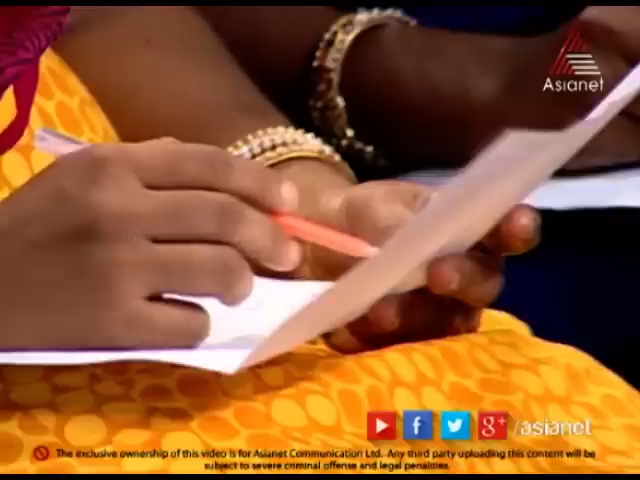 Asianet
/asianet
The exclusive ownership of this video is for Asianet Communication Ltd. Any third party uploading this content will be
subject to severe criminal offense and legal penalties.